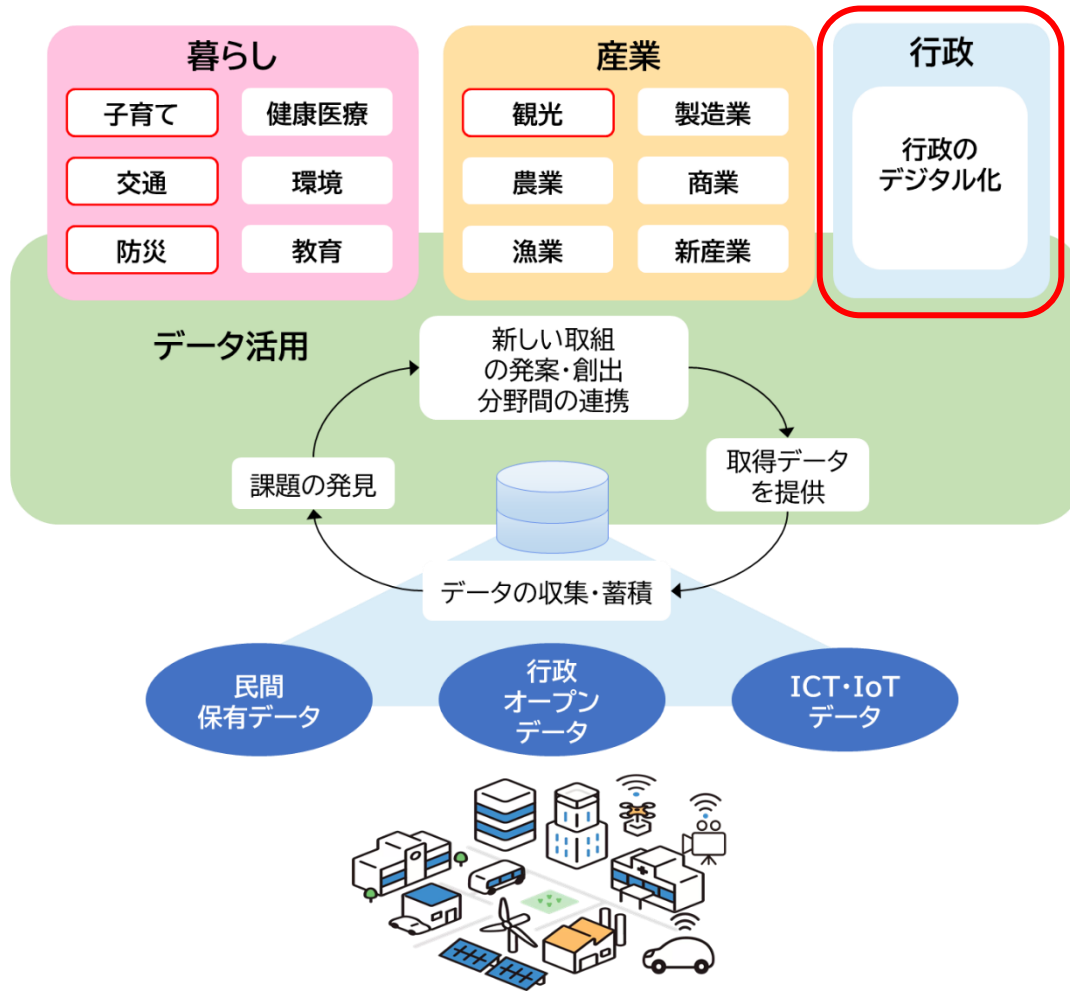 暮らし
子育て
健康医療
交通
環境
防災
教育
産業
観光
製造業
農業
商業
漁業
新産業
行政
行政の
デジタル化
データ活用
新しい取組
の発案・創出
分野間の連携
取得データ
を提供
課題の発見
データの収集・蓄積
民間
保有データ
行政
オープン
データ
ICT・IoT
データ